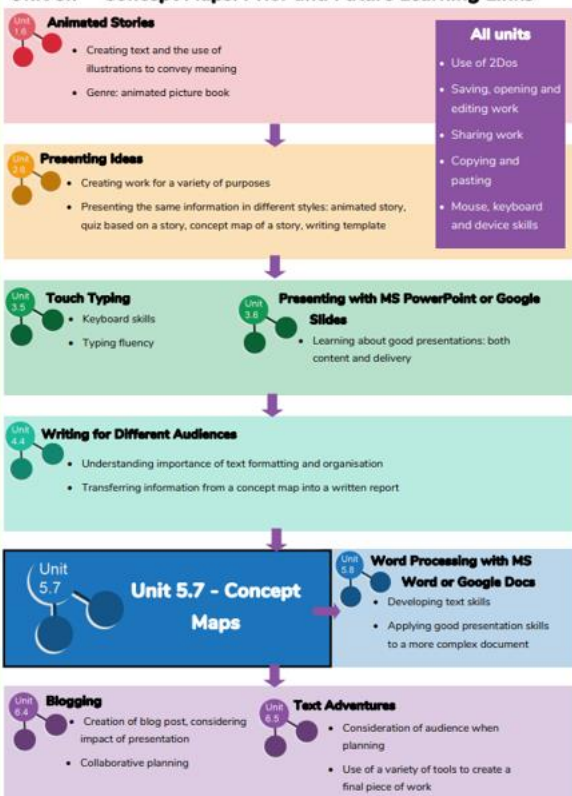 Unit
1.6
Animated Stories
• Creating text and the use of
illustrations to convey meaning
• Genre: animated picture book
All units
• Use of 2Dos
• Saving, opening and
editing work
• Sharing work
• Copying and
pasting
• Mouse, keyboard
and device skills
Unit
2.8
Presenting Ideas
• Creating work for a variety of purposes
• Presenting the same information in different styles: animated story,
quiz based on a story, concept map of a story, writing template
Unit
3.5
Touch Typing
• Keyboard skills
• Typing fluency
Unit
3.6
Presenting with MS PowerPoint or Google
Slides
• Learning about good presentations: both
content and delivery
Unit
4.4
Writing for Different Audiences
• Understanding importance of text formatting and organisation
• Transferring information from a concept map into a written report
Unit
5.7
Unit 5.7 - Concept
Maps
Unit
5.8
Word Processing with MS
Word or Google Docs
• Developing text skills
• Applying good presentation skills
to a more complex document
Unit
6.4
Blogging
• Creation of blog post, considering
impact of presentation
• Collaborative planning
Unit
6.5
Text Adventures
• Consideration of audience when
planning
• Use of a variety of tools to create a
final piece of work